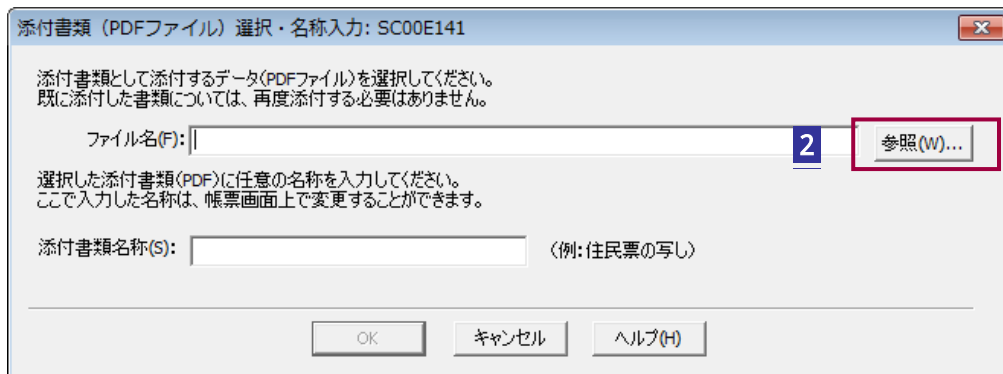 添付書類（PDFファイル）選択・名称入力: SC00E141
添付書類として添付するデータ(PDFファイル)を選択してください。
既に添付した書類については、再度添付する必要はありません。
ファイル名(F):
2
参照(W)...
選択した添付書類(PDF)に任意の名称を入力してください。
ここで入力した名称は、帳票画面上で変更することができます。
添付書類名称(S):
（例：住民票の写し）
OK
キャンセル
ヘルプ(H)